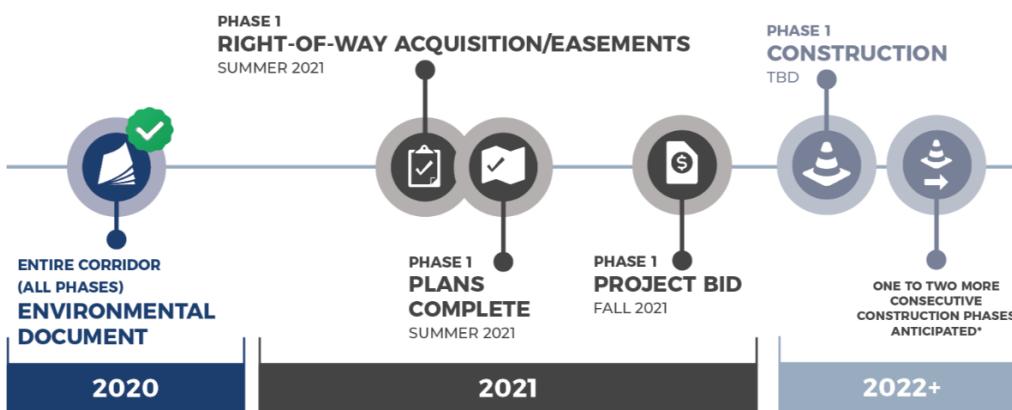 PHASE 1
RIGHT-OF-WAY ACQUISITION/EASEMENTS
SUMMER 2021
PHASE 1
CONSTRUCTION
TBD
$
ENTIRE CORRIDOR
(ALL PHASES)
ENVIRONMENTAL
DOCUMENT
PHASE 1
PLANS
COMPLETE
SUMMER 2021
PHASE 1
PROJECT BID
FALL 2021
ONE TO TWO MORE
CONSECUTIVE
CONSTRUCTION PHASES
ANTICIPATED*
2020
2021
2022+